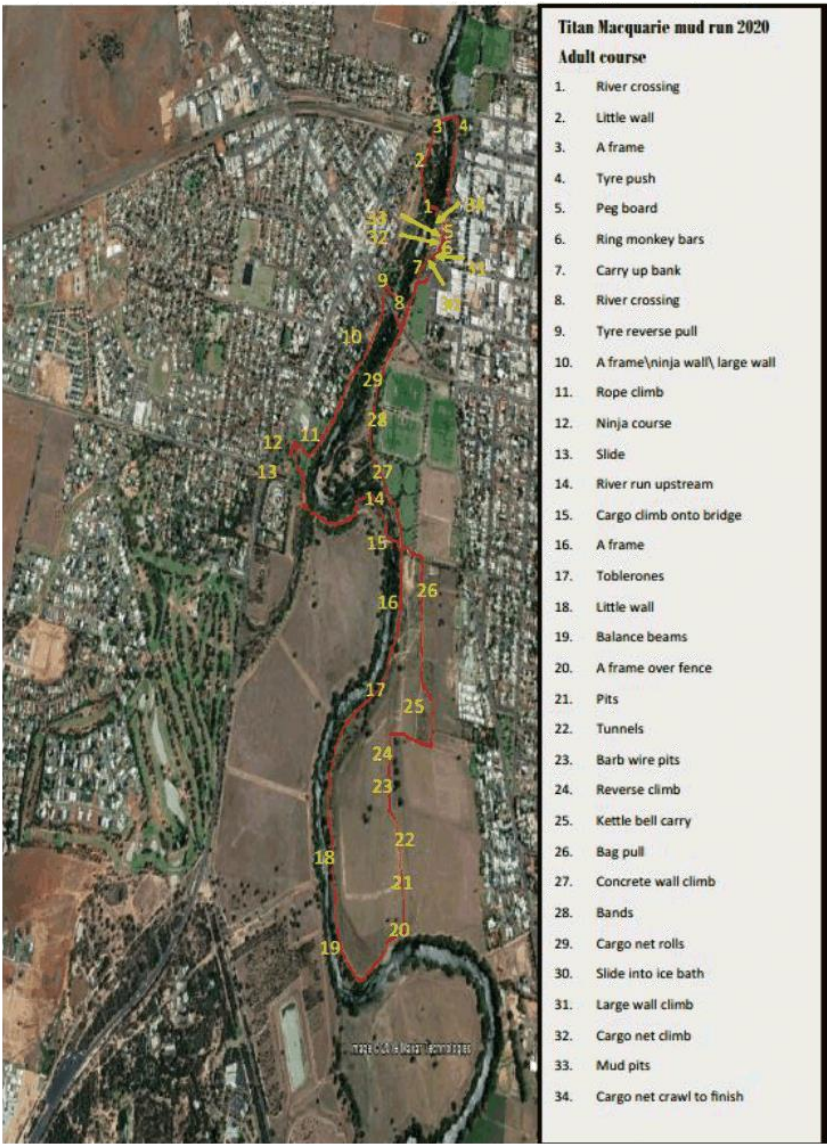 Titan Macquarie mud run 2020
Adult course
1. River crossing
2. Little wall
3. A frame
4. Tyre push
5. Peg board
6. Ring monkey bars
7. Carry up bank
8. River crossing
9. Tyre reverse pull
10. A frame\ninja wall\ large wall
11. Rope climb
12. Ninja course
13. Slide
14. River run upstream
15. Cargo climb onto bridge
16. A frame
17. Toblerones
18. Little wall
19. Balance beams
20. A frame over fence
21. Pits
22. Tunnels
23. Barb wire pits
24. Reverse climb
25. Kettle bell carry
26. Bag pull
27. Concrete wall climb
28. Bands
29. Cargo net rolls
30. Slide into ice bath
31. Large wall climb
32. Cargo net climb
33. Mud pits
34. Cargo net crawl to finish
3 4
2
1 34
33
5
32 6
7 31
9
30
8
10
29
28
11
12
13 27
14
15
26
16
17
25
24
23
22
18
21
20
19
Technologies